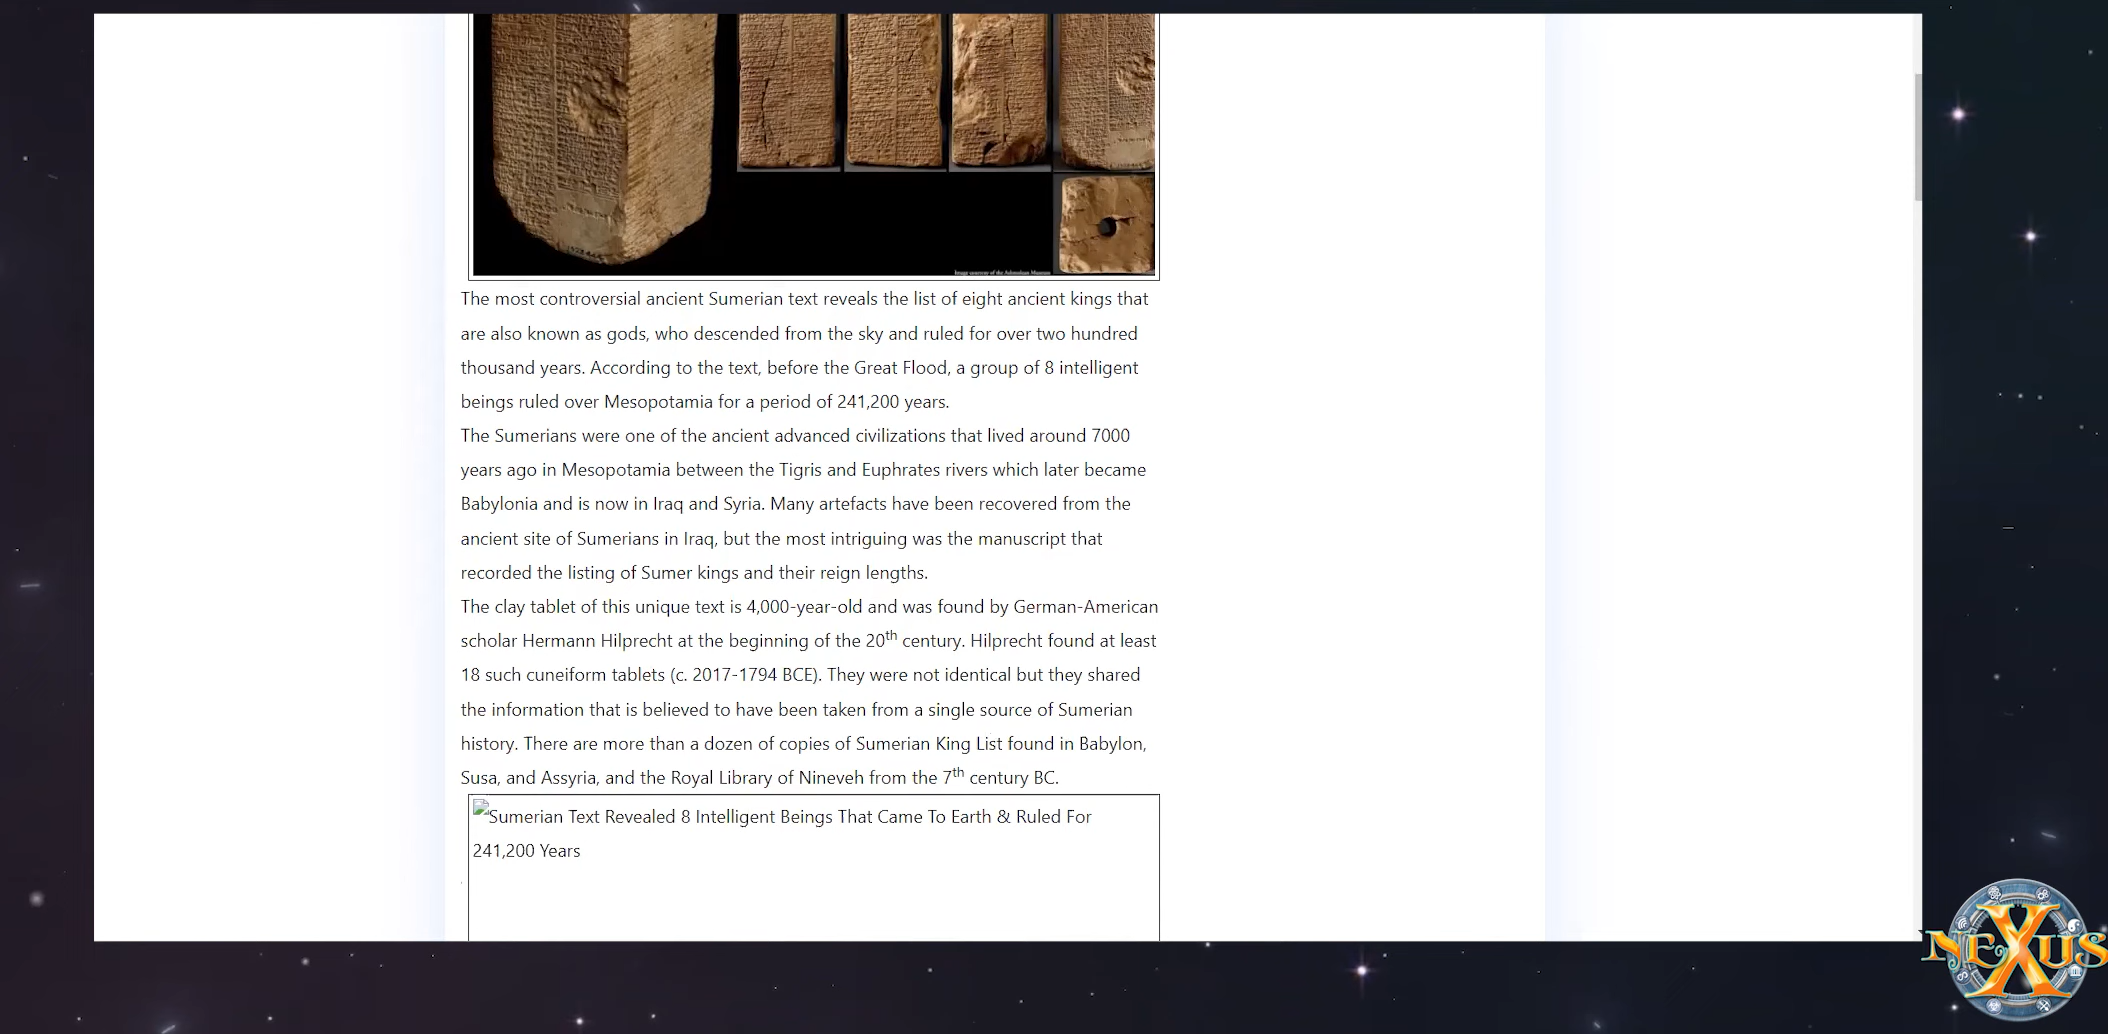 Image courtesy of the Ashmolean Museum
The most controversial ancient Sumerian text reveals the list of eight ancient kings that
are also known as gods, who descended from the sky and ruled for over two hundred
thousand years. According to the text, before the Great Flood, a group of 8 intelligent
beings ruled over Mesopotamia for a period of 241,200 years.
The Sumerians were one of the ancient advanced civilizations that lived around 7000
years ago in Mesopotamia between the Tigris and Euphrates rivers which later became
Babylonia and is now in Iraq and Syria. Many artefacts have been recovered from the
ancient site of Sumerians in Iraq, but the most intriguing was the manuscript that
recorded the listing of Sumer kings and their reign lengths.
The clay tablet of this unique text is 4,000-year-old and was found by German-American
scholar Hermann Hilprecht at the beginning of the 20th century. Hilprecht found at least
18 such cuneiform tablets (c. 2017-1794 BCE). They were not identical but they shared
the information that is believed to have been taken from a single source of Sumerian
history. There are more than a dozen of copies of Sumerian King List found in Babylon,
Susa, and Assyria, and the Royal Library of Nineveh from the 7th century BC.
Sumerian Text Revealed 8 Intelligent Beings That Came To Earth & Ruled For
241,200 Years
NEXUS